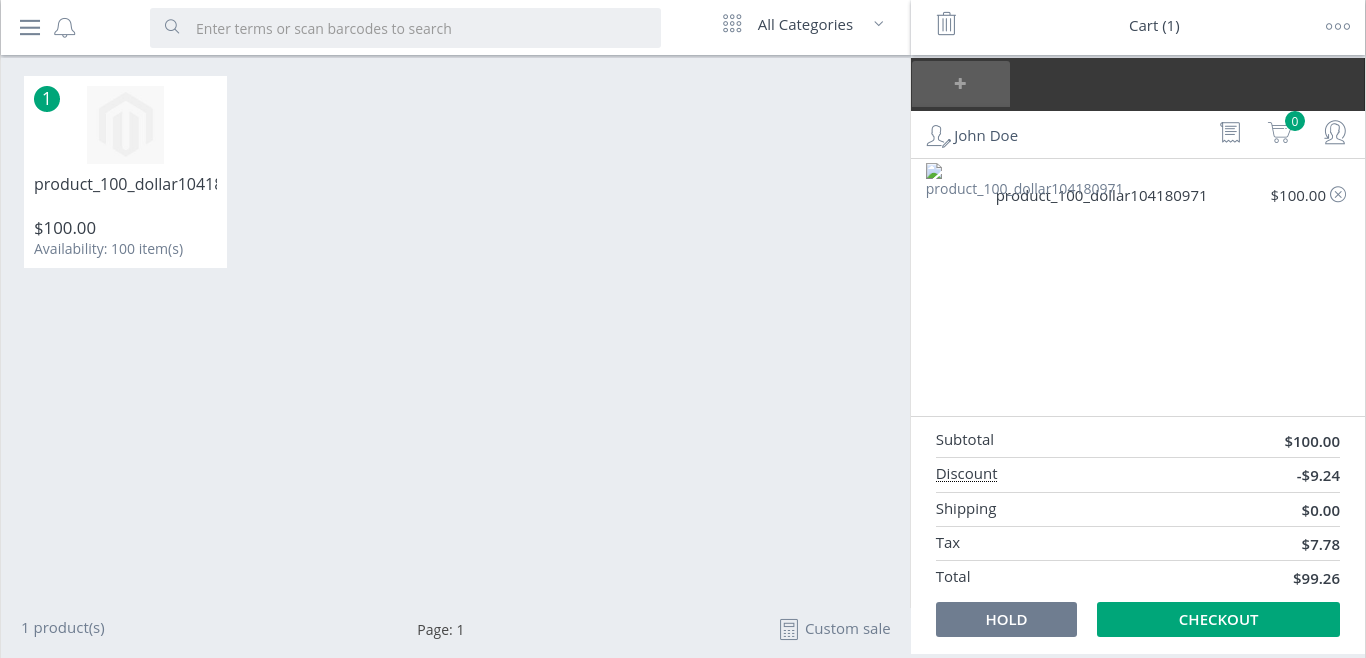 Enter terms or scan barcodes to search
All Categories
Cart (1)
1
product_100_dollar1041
$100.00
Availability: 100 item(s)
1 product(s)
Page: 1
Custom sale
+
John Doe
0
product_100_dollar104180971
product_100_dollar104180971
$100.00
Subtotal $100.00
Discount -$9.24
Shipping $0.00
Tax $7.78
Total $99.26
HOLD
CHECKOUT